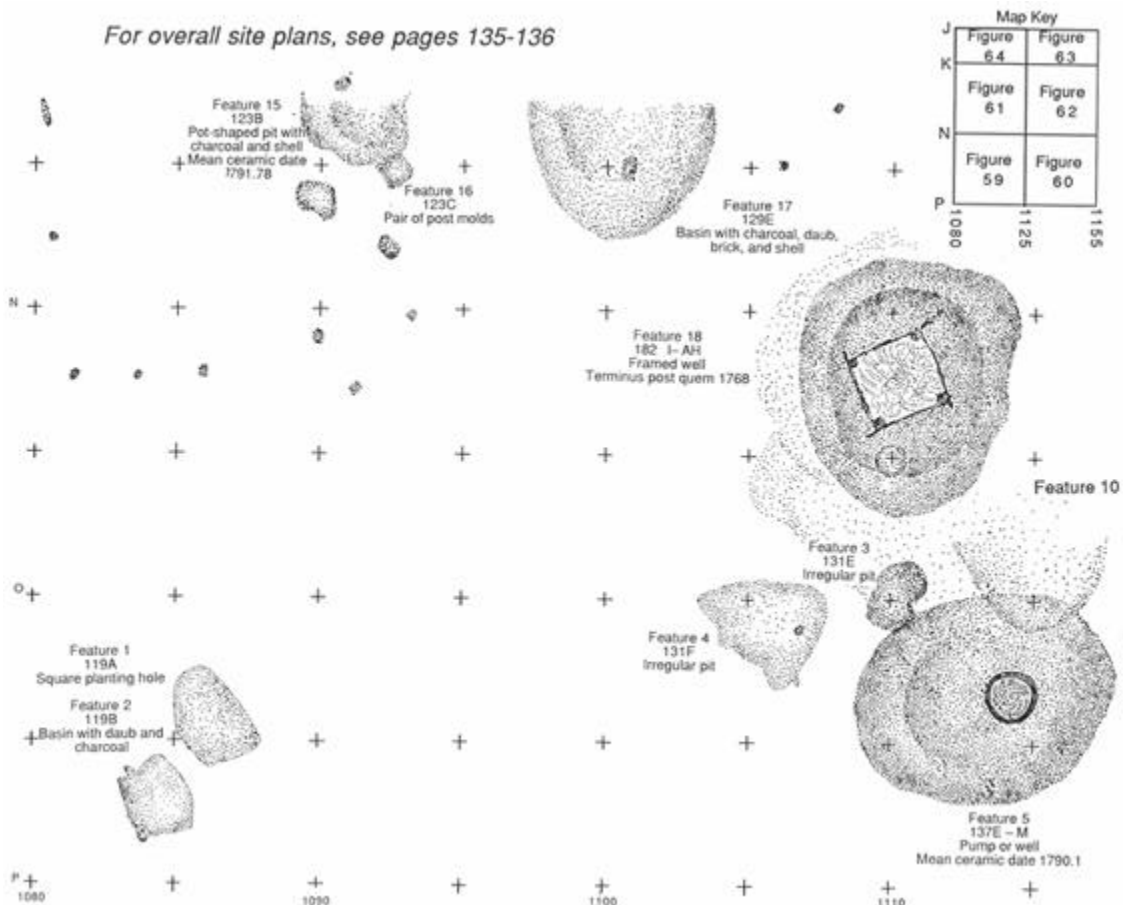 For overall site plans, see pages 135-136
Map Key
J
K
N
P
Figure
64
Figure
63
Figure
61
Figure
62
Figure
59
Figure
60
1080
1125
1155
Feature 15
123B
Pot-shaped pit with
charcoal and shell
Mean ceramic date
1791.78
Feature 16
123C
Pair of post molds
Feature 17
129E
Basin with charcoal, daub,
brick, and shell
N
Feature 18
182 I-AH
Framed well
Terminus post quem 1768
Feature 10
Feature 3
131E
Irregular pit
O
Feature 4
131F
Irregular pit
Feature 1
119A
Square planting hole
Feature 2
119B
Basin with daub and
charcoal
Feature 5
137E – M
Pump or well
Mean ceramic date 1790.1
P
1080
1090
1100
1110